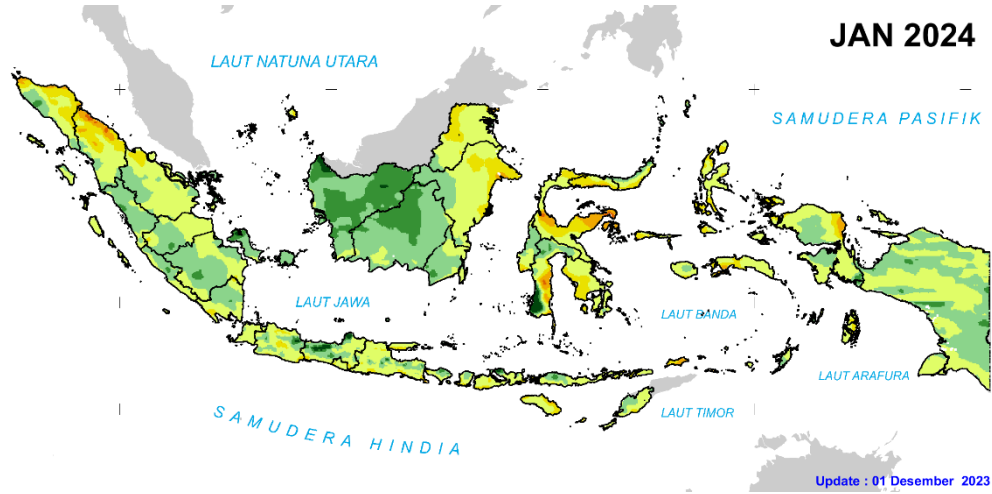 JAN 2024
LAUT NATUNA UTARA
SAMUDERA PASIFIK
LAUT JAWA
LAUT BANDA
LAUT ARAFURA
LAUT TIMOR
SAMUDERA HINDIA
Update : 01 Desember 2023